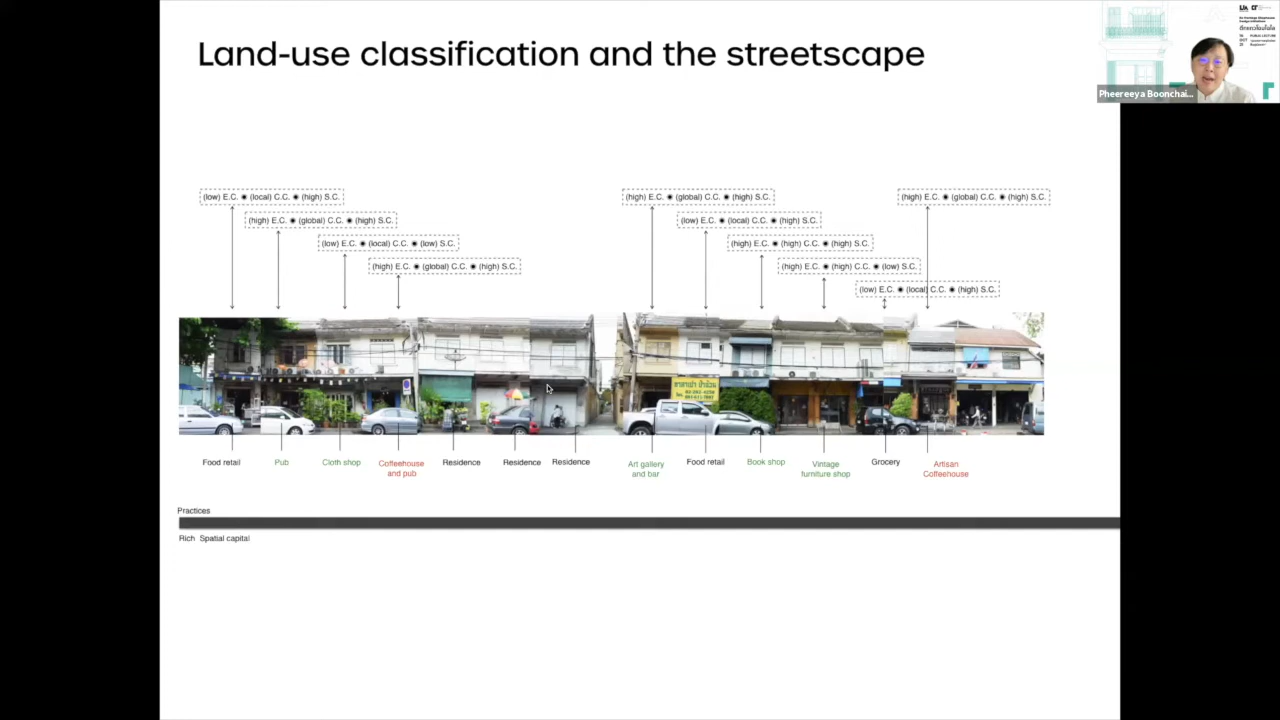 Land-use classification and the streetscape
Pheereeya Boonchai...
(low) E.C. ◉ (local) C.C. ◉ (high) S.C.
(high) E.C. ◉ (global) C.C. ◉ (high) S.C.
(low) E.C. ◉ (local) C.C. ◉ (low) S.C.
(high) E.C. ◉ (global) C.C. ◉ (high) S.C.
(high) E.C. ◉ (global) C.C. ◉ (high) S.C.
(low) E.C. ◉ (local) C.C. ◉ (high) S.C.
(high) E.C. ◉ (high) C.C. ◉ (high) S.C.
(high) E.C. ◉ (high) C.C. ◉ (low) S.C.
(low) E.C. ◉ (local) C.C. ◉ (high) S.C.
(high) E.C. ◉ (global) C.C. ◉ (high) S.C.
Food retail
Pub
Cloth shop
Coffeehouse
and pub
Residence
Residence
Residence
Art gallery
and bar
Food retail
Book shop
Vintage
furniture shop
Grocery
Artisan
Coffeehouse
Practices
Rich Spatial capital